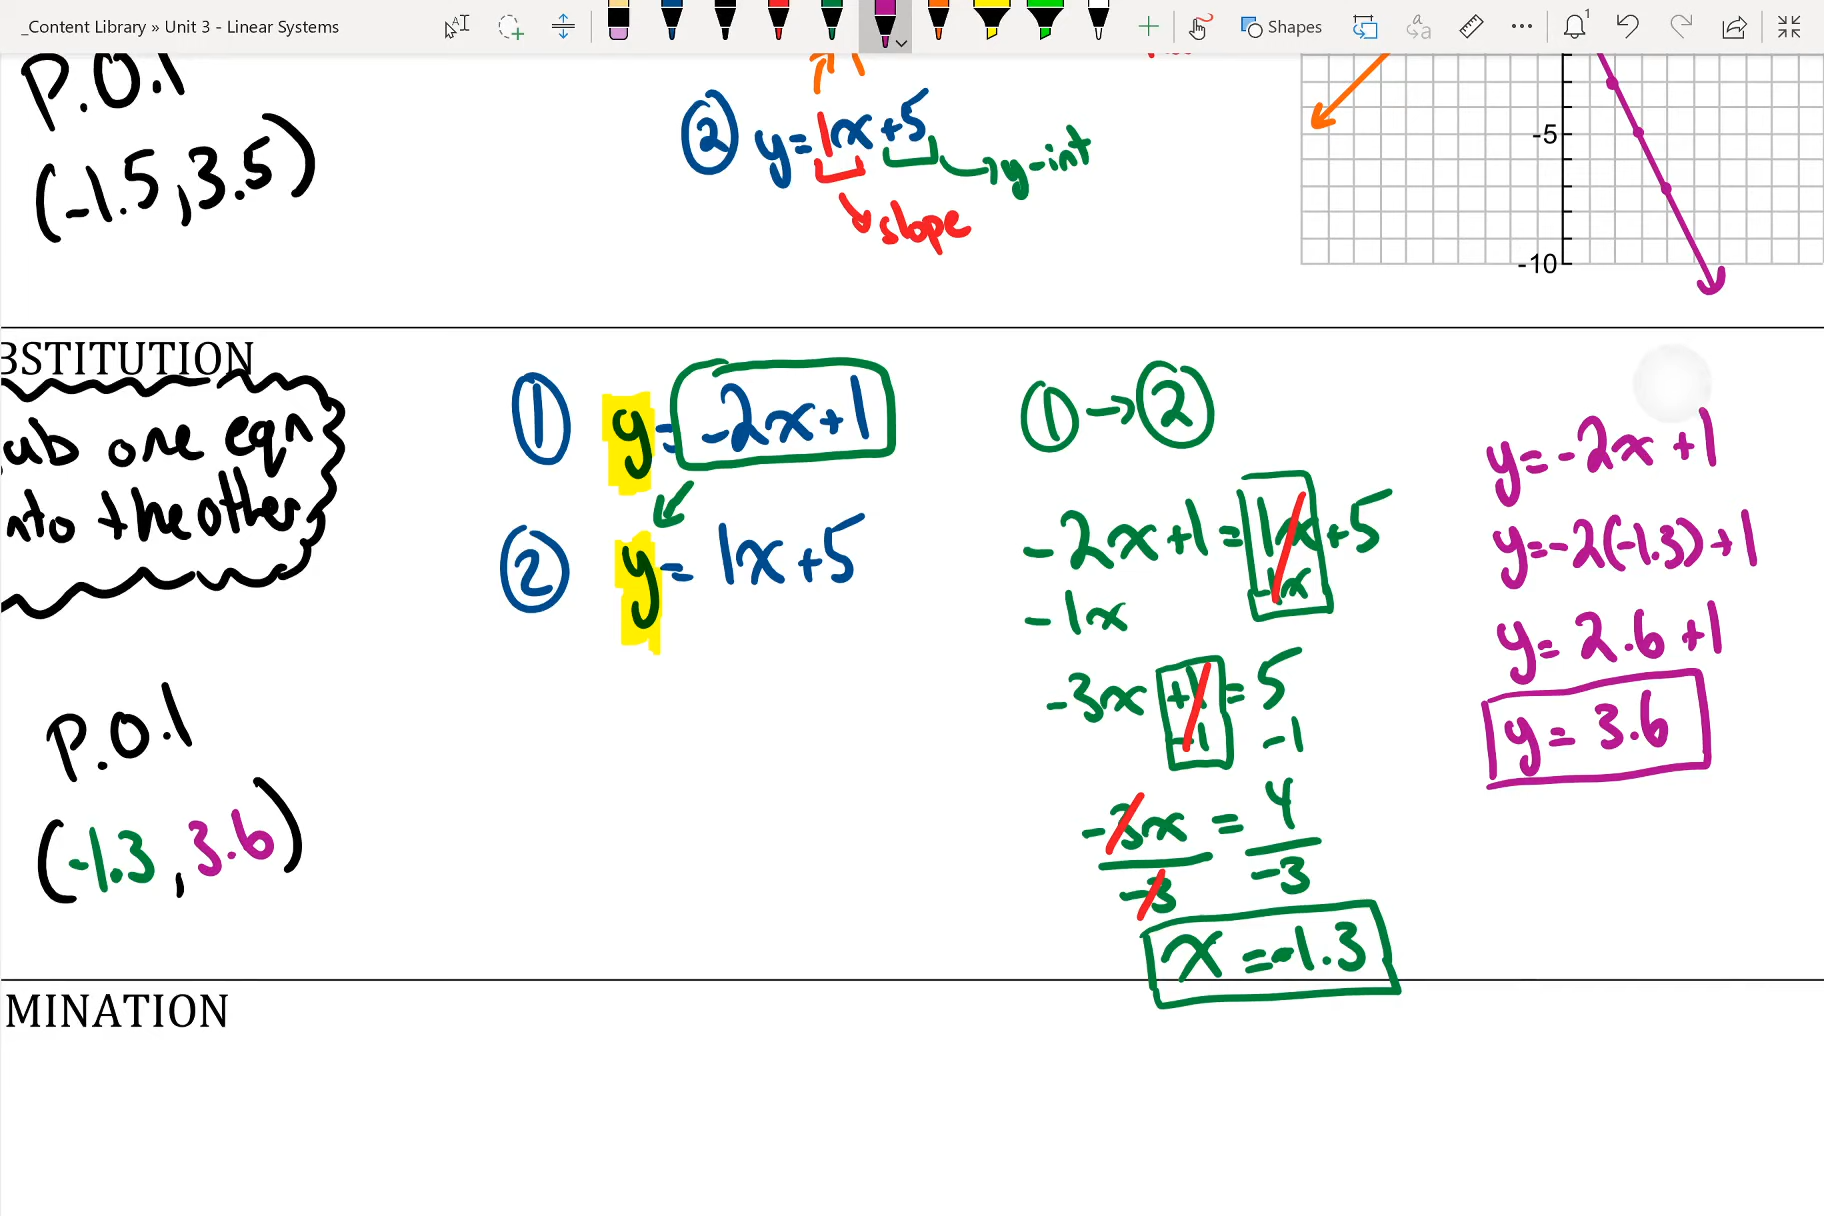 _Content Library » Unit 3 - Linear Systems
Shapes
1
P.O.I
(-1.5,3.5)
② y=1x+5
y-int
slope
-5
-10
BSTITUTION
ub one eqn
nto the other
① y=-2x+1
② y=1x+5
P.O.I
(-1.3,3.6)
①→②
-2x+1=1x+5
-1x -1x
-3x+1=5
-1 -1
-3x=4
-3 -3
x=-1.3
y=-2x+1
y=-2(-1.3)+1
y=2.6+1
y=3.6
MINATION